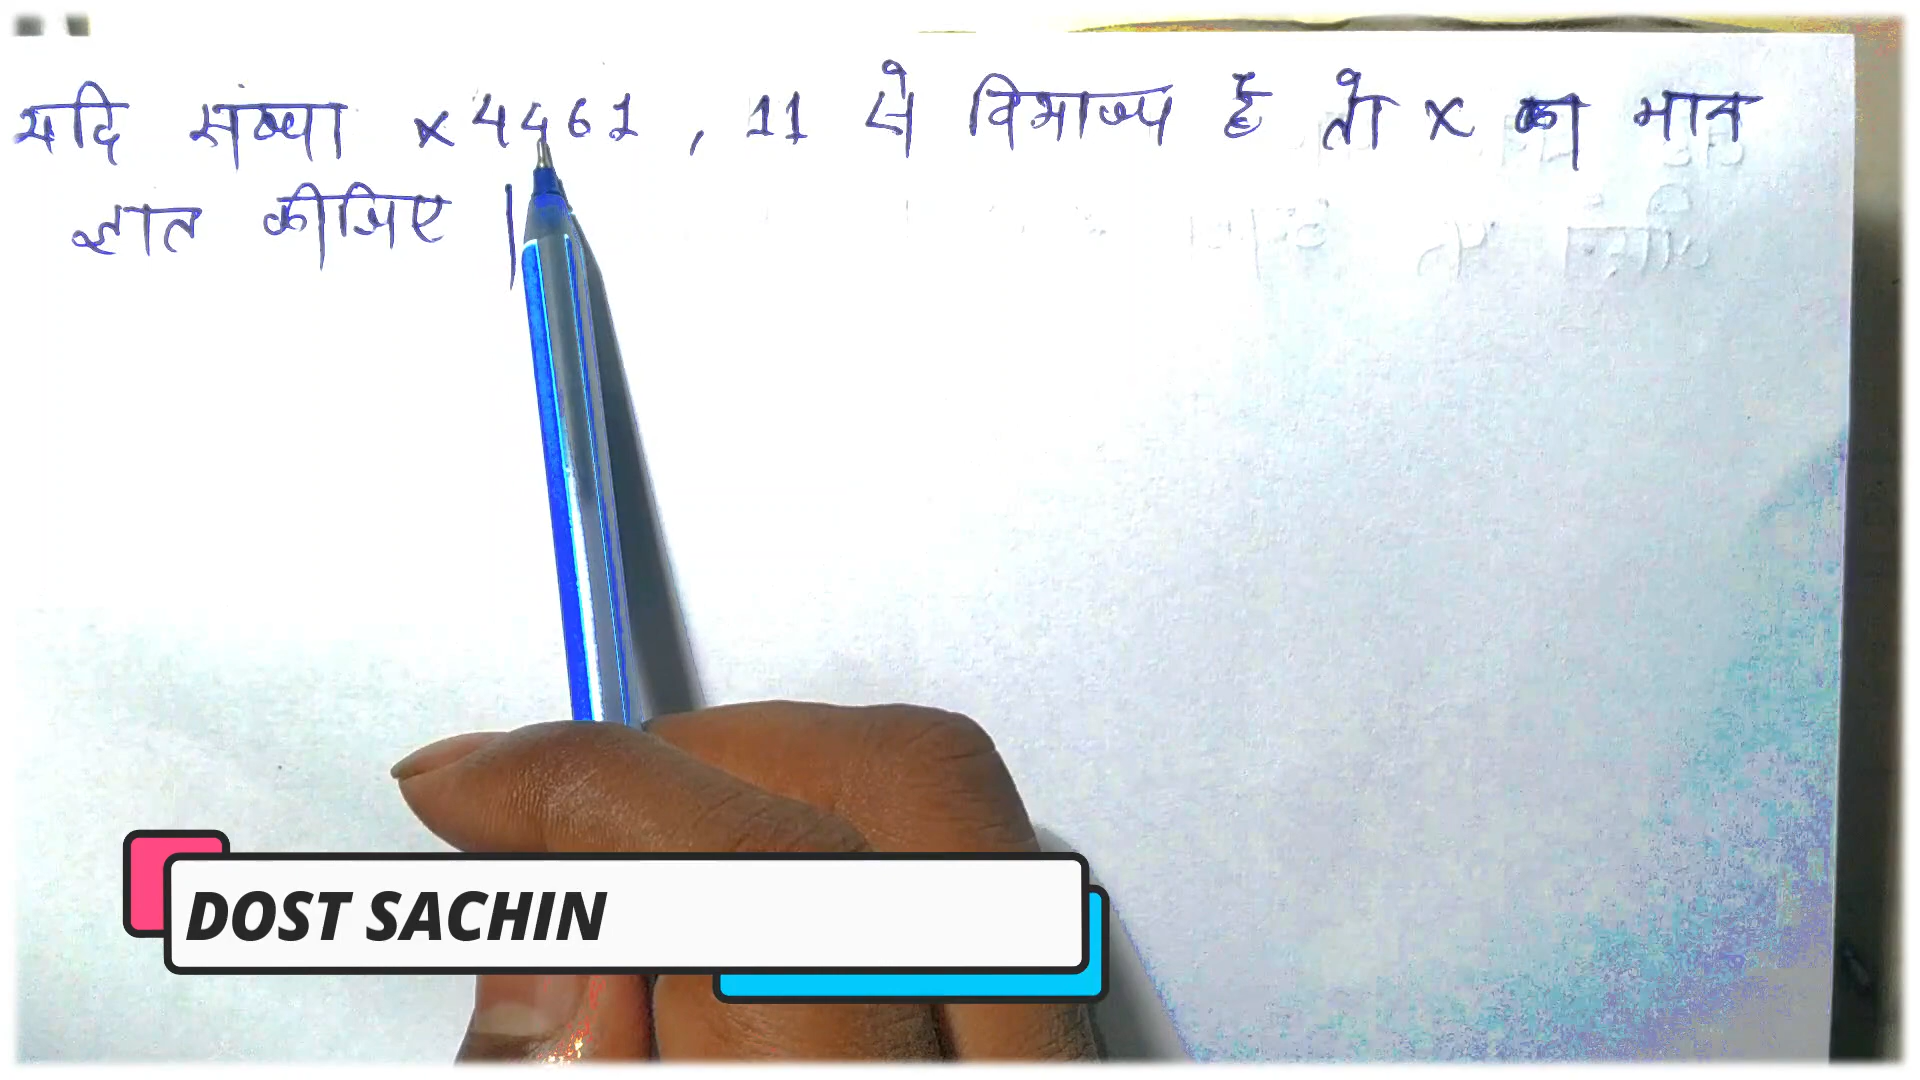 यदि संख्या x4461, 11 से विभाज्य है तो x का मान
ज्ञात कीजिए |
DOST SACHIN